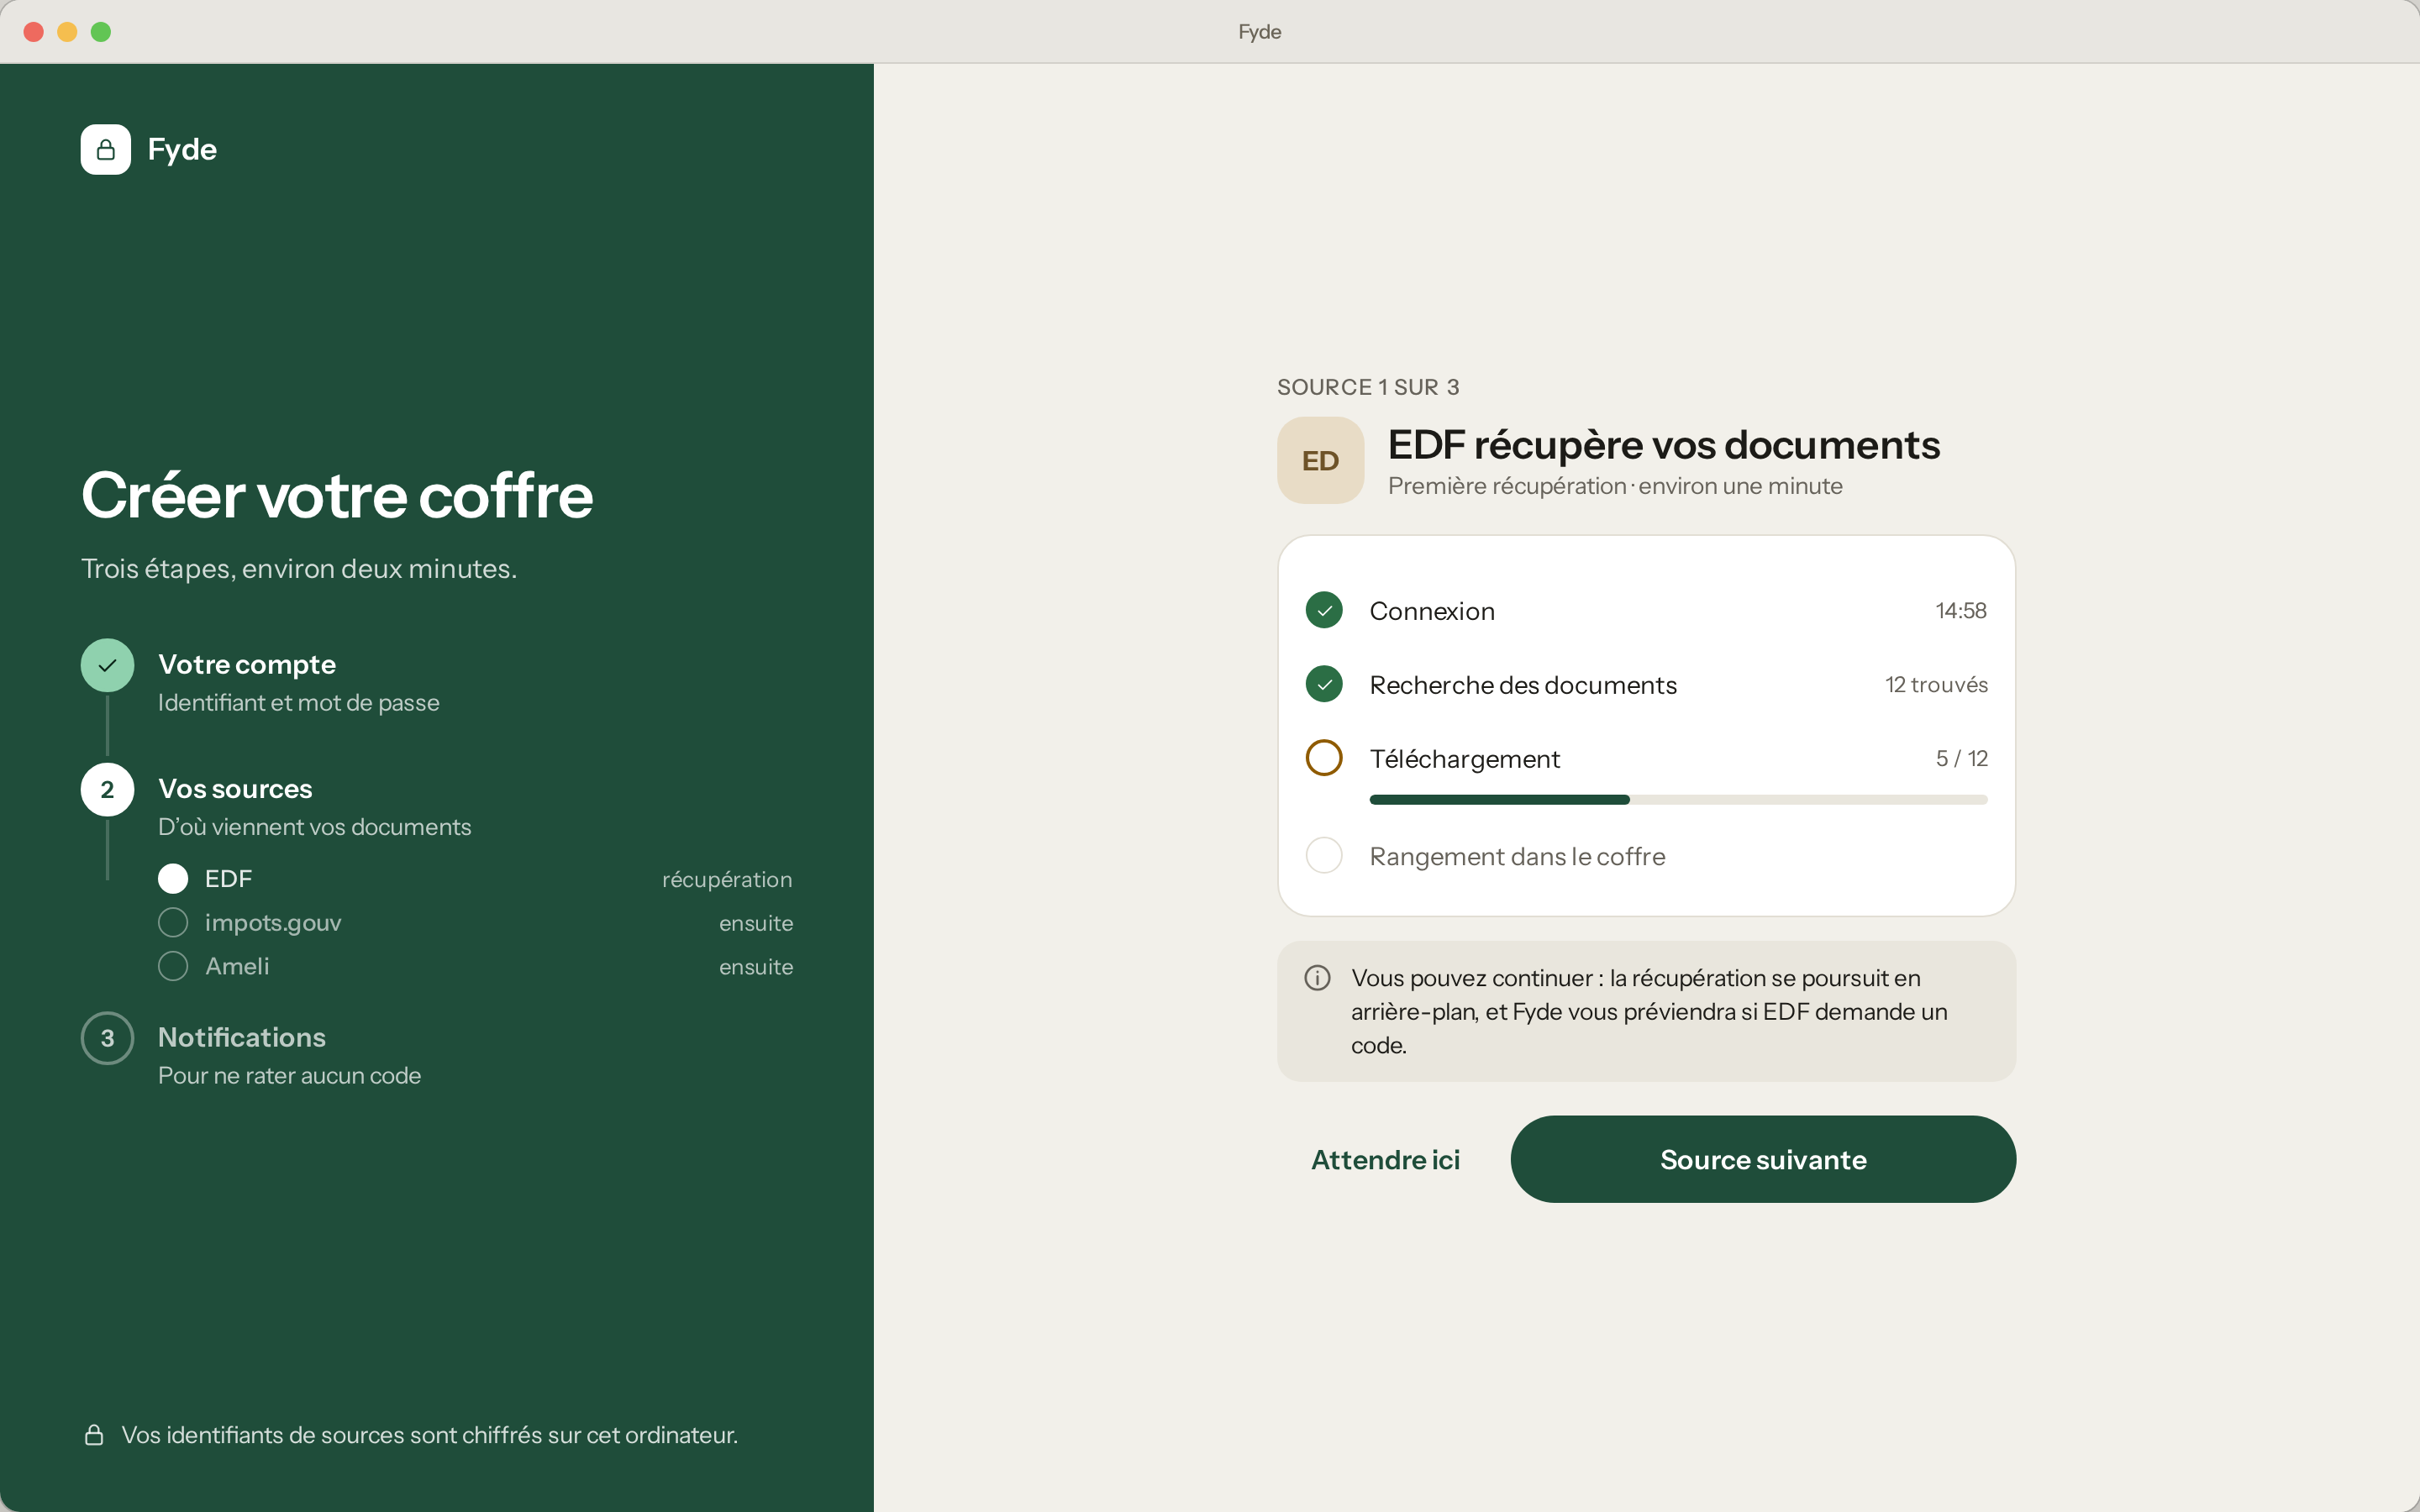 Fyde
Fyde
Créer votre coffre
Trois étapes, environ deux minutes.
Votre compte
Identifiant et mot de passe
2
Vos sources
D’où viennent vos documents
EDF récupération
impots.gouv ensuite
Ameli ensuite
3
Notifications
Pour ne rater aucun code
Vos identifiants de sources sont chiffrés sur cet ordinateur.
SOURCE 1 SUR 3
ED
EDF récupère vos documents
Première récupération · environ une minute
Connexion 14:58
Recherche des documents 12 trouvés
Téléchargement 5 / 12
Rangement dans le coffre
Vous pouvez continuer : la récupération se poursuit en
arrière-plan, et Fyde vous préviendra si EDF demande un
code.
Attendre ici
Source suivante